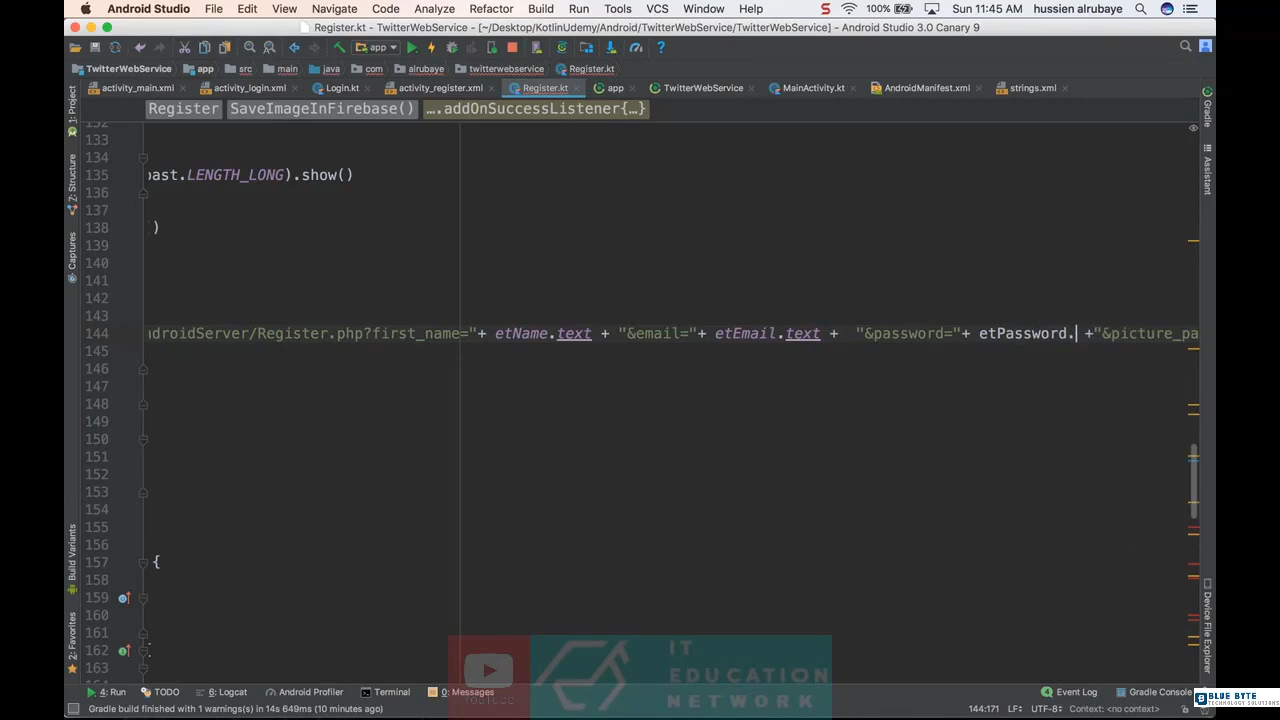 Android Studio File Edit View Navigate Code Analyze Refactor Build Run Tools VCS Window Help 100% Sun 11:45 AM hussien alrubaye
Register.kt - TwitterWebService - [~/Desktop/KotlinUdemy/Android/TwitterWebService/TwitterWebService] - Android Studio 3.0 Canary 9
app
TwitterWebService app src main java com alrubaye twitterwebservice Register.kt
activity_main.xml activity_login.xml Login.kt activity_register.xml Register.kt app TwitterWebService MainActivity.kt AndroidManifest.xml strings.xml
Register SaveImageInFirebase() ….addOnSuccessListener{…}
132
133
134
135 oast.LENGTH_LONG).show()
136
137
138 )
139
140
141
142
143
144 ndroidServer/Register.php?first_name="+ etName.text + "&email="+ etEmail.text + "&password="+ etPassword. +"&picture_pa
145
146
147
148
149
150
151
152
153
154
155
156
157 {
158
159
160
161
162
163
1: Project
7: Structure
Captures
Build Variants
2: Favorites
Gradle
Assistant
Device File Explorer
IT
EDUCATION
NETWORK
4: Run TODO 6: Logcat Android Profiler Terminal 0: Messages Event Log Gradle Console
Gradle build finished with 1 warning(s) in 14s 649ms (10 minutes ago) 144:171 LF÷ UTF-8÷ Context: <no context>
BLUE BYTE
TECHNOLOGY SOLUTIONS